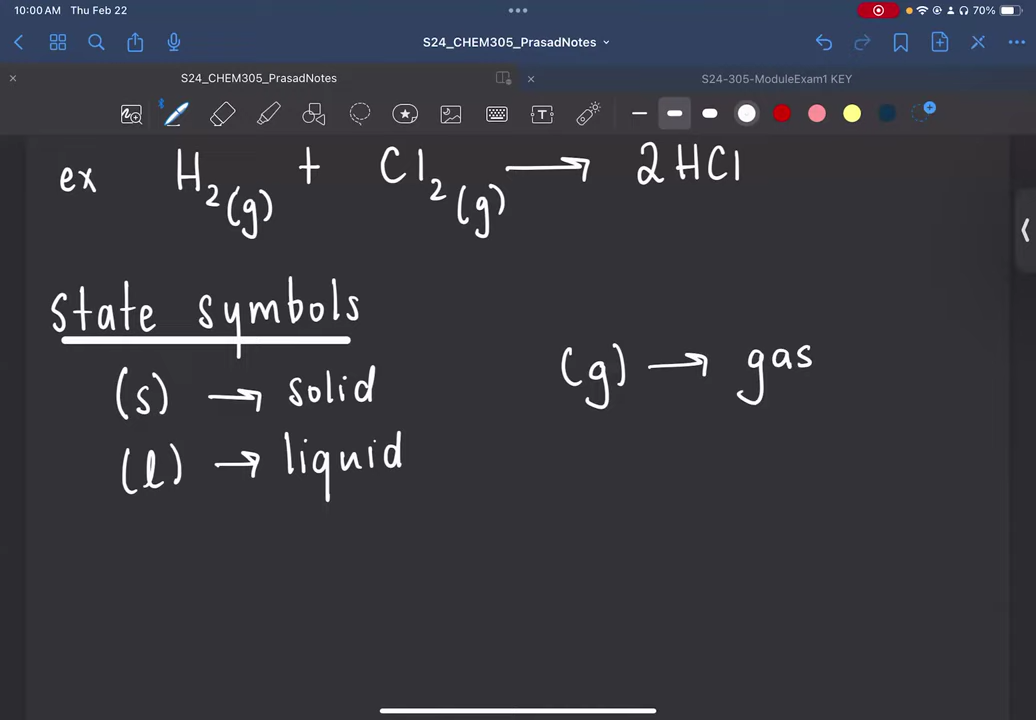 10:00 AM Thu Feb 22
70%
S24_CHEM305_PrasadNotes
S24_CHEM305_PrasadNotes
S24-305-ModuleExam1 KEY
ex H₂(g) + Cl₂(g) → 2HCl
state symbols
(s) → solid
(g) → gas
(l) → liquid